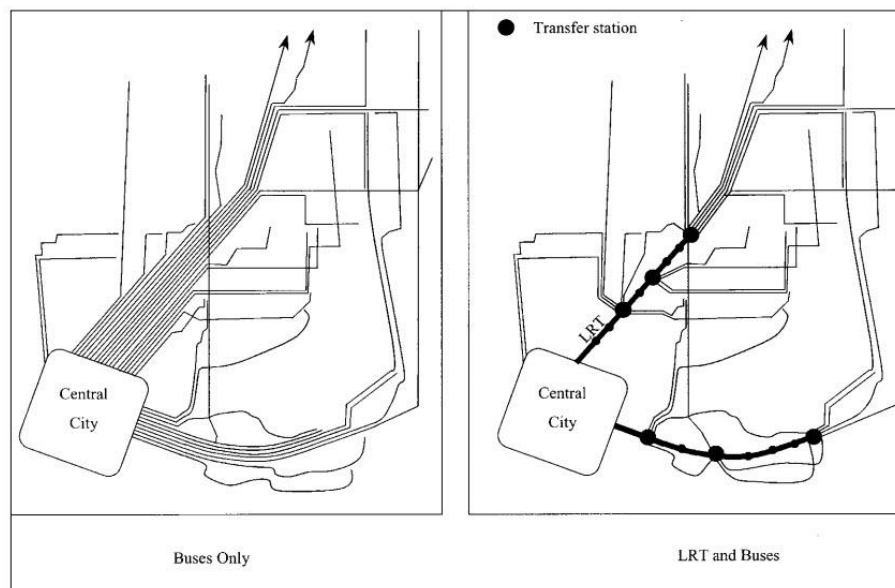 Transfer station
Central
City
LRT
Central
City
Buses Only
LRT and Buses